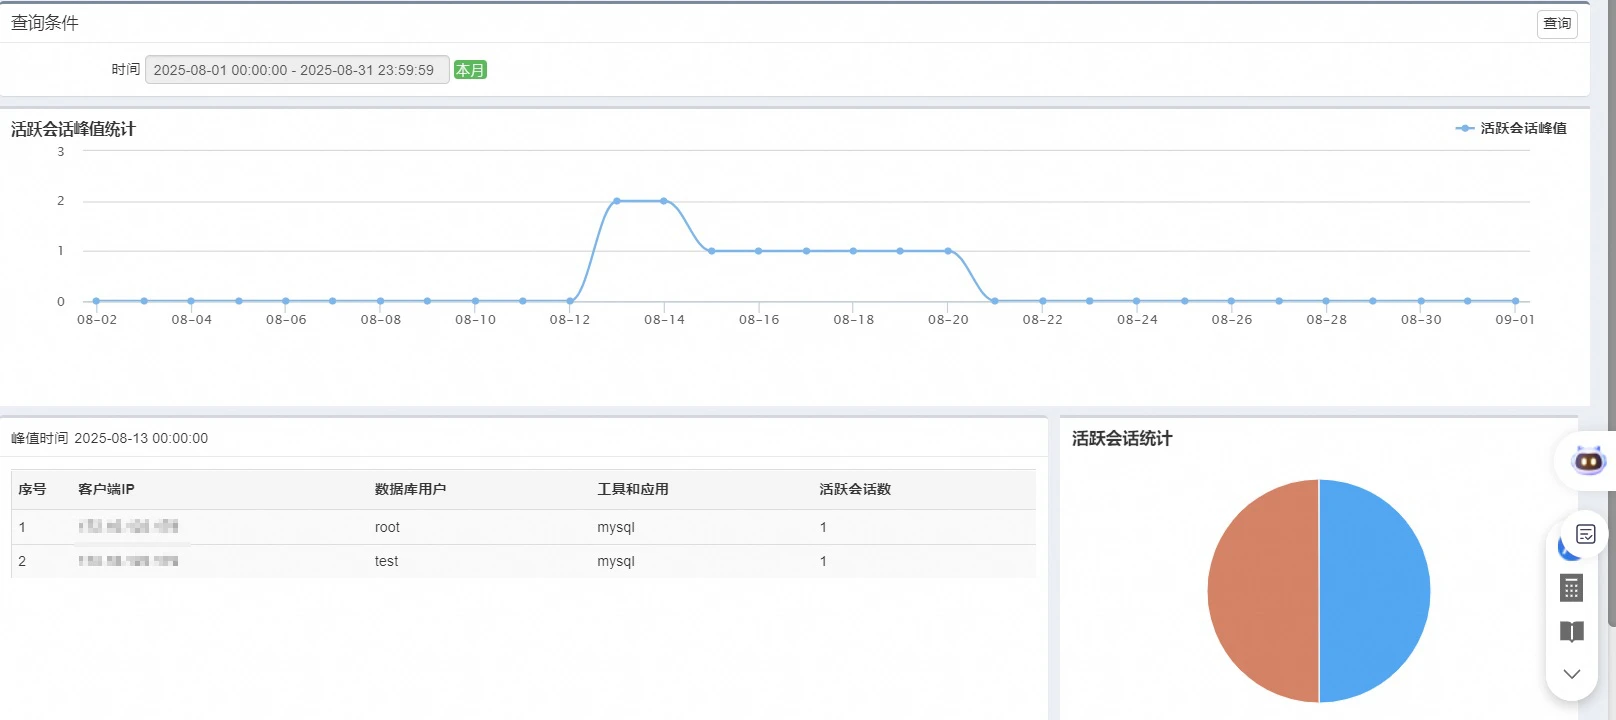 查询条件
查询
时间 2025-08-01 00:00:00 - 2025-08-31 23:59:59 本月
活跃会话峰值统计
活跃会话峰值
3
2
1
0
08-02 08-04 08-06 08-08 08-10 08-12 08-14 08-16 08-18 08-20 08-22 08-24 08-26 08-28 08-30 09-01
峰值时间 2025-08-13 00:00:00
序号 客户端IP 数据库用户 工具和应用 活跃会话数
1 root mysql 1
2 test mysql 1
活跃会话统计